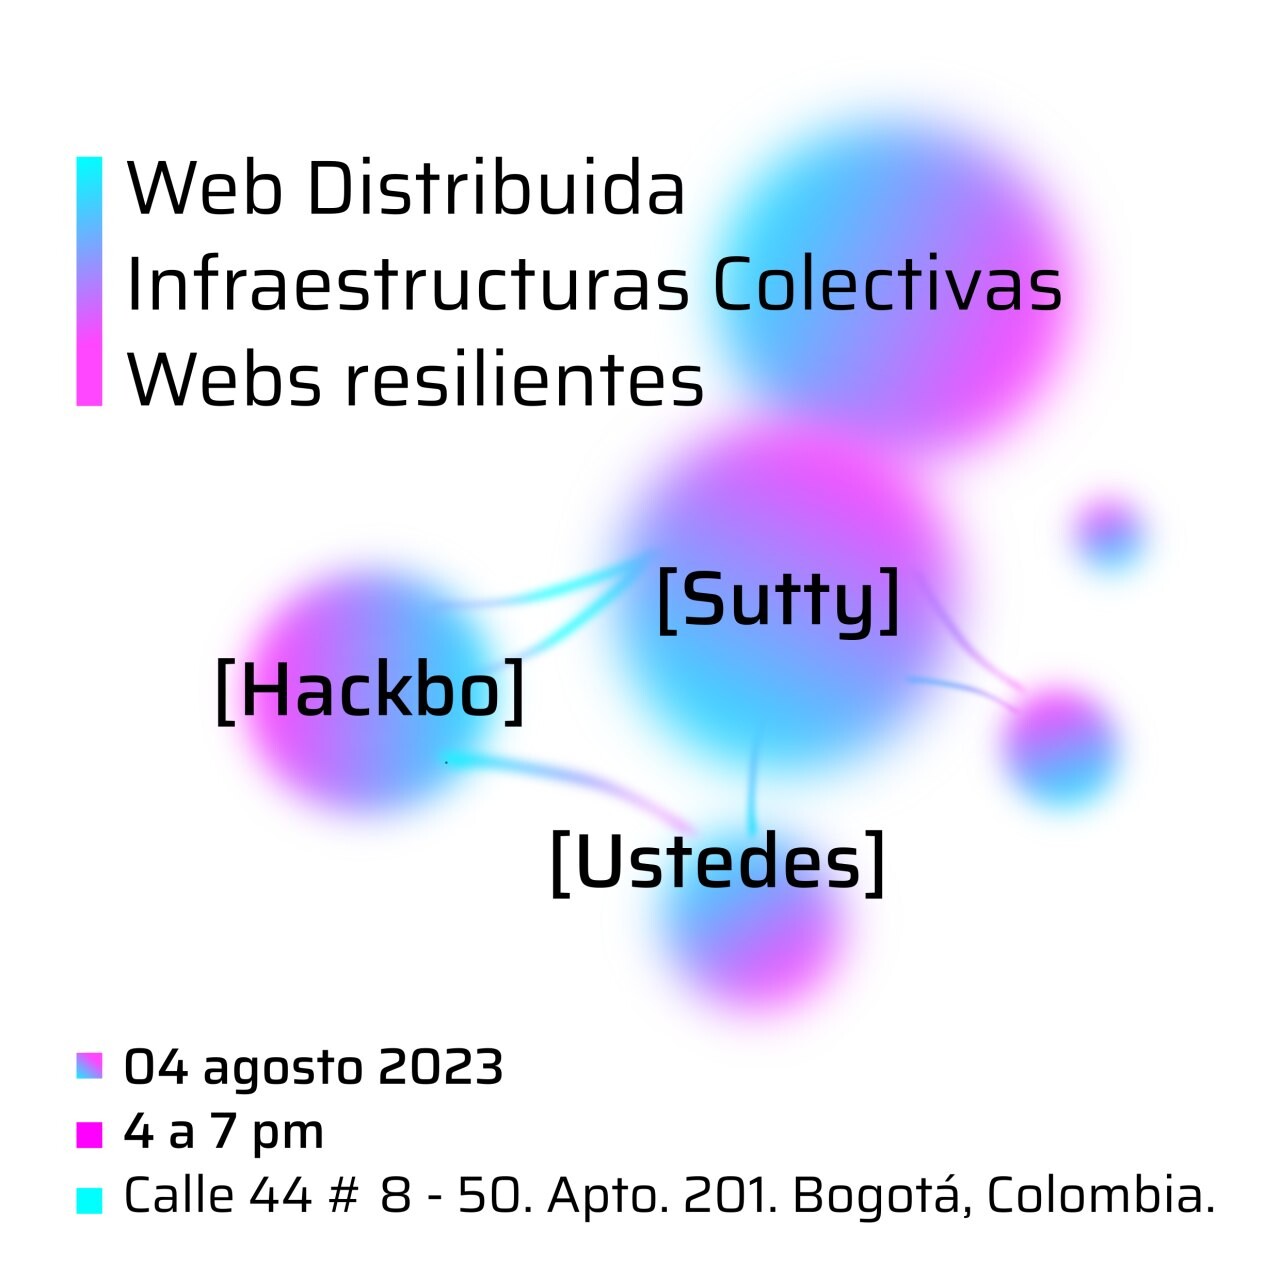 Web Distribuida
Infraestructuras Colectivas
Webs resilientes
[Sutty]
[Hackbo]
[Ustedes]
04 agosto 2023
4 a 7 pm
Calle 44 # 8 - 50. Apto. 201. Bogotá, Colombia.